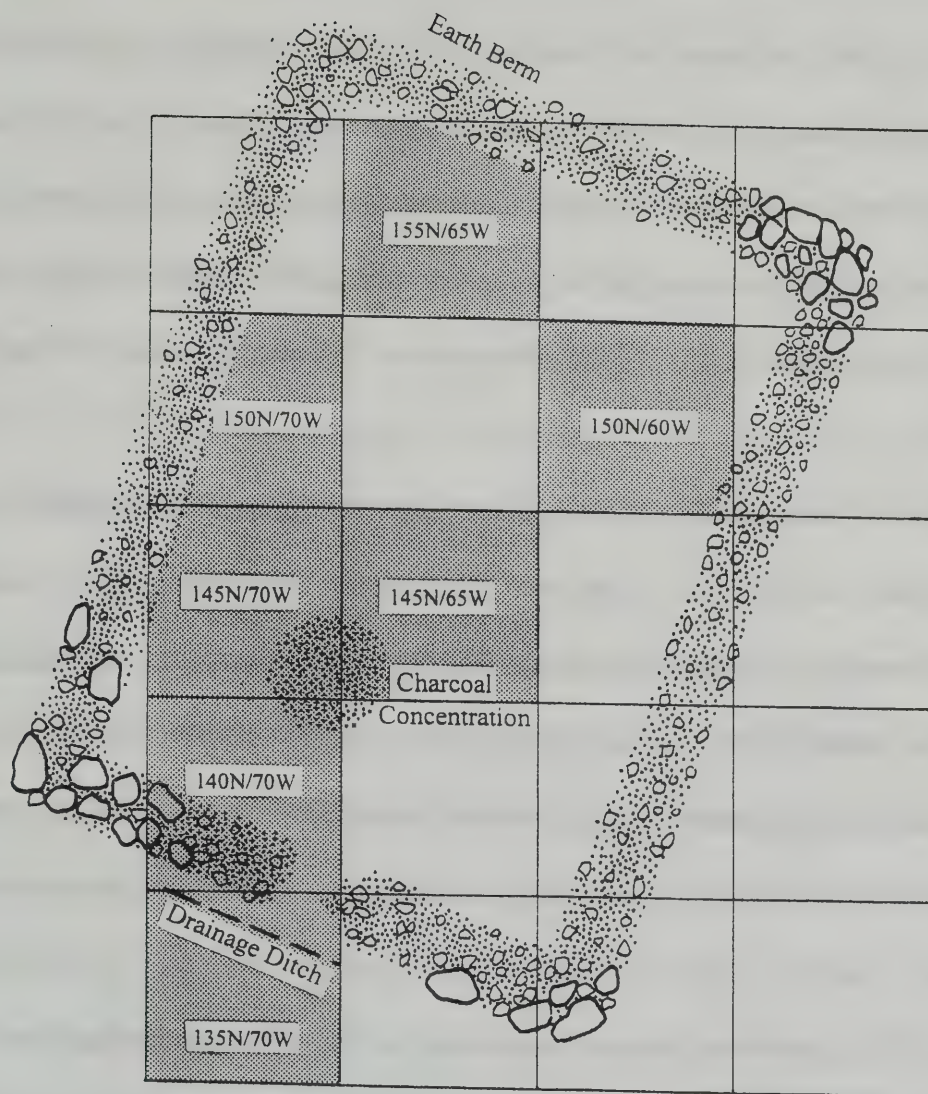 Earth Berm
155N/65W
150N/70W
150N/60W
145N/70W
145N/65W
Charcoal
Concentration
140N/70W
Drainage Ditch
135N/70W